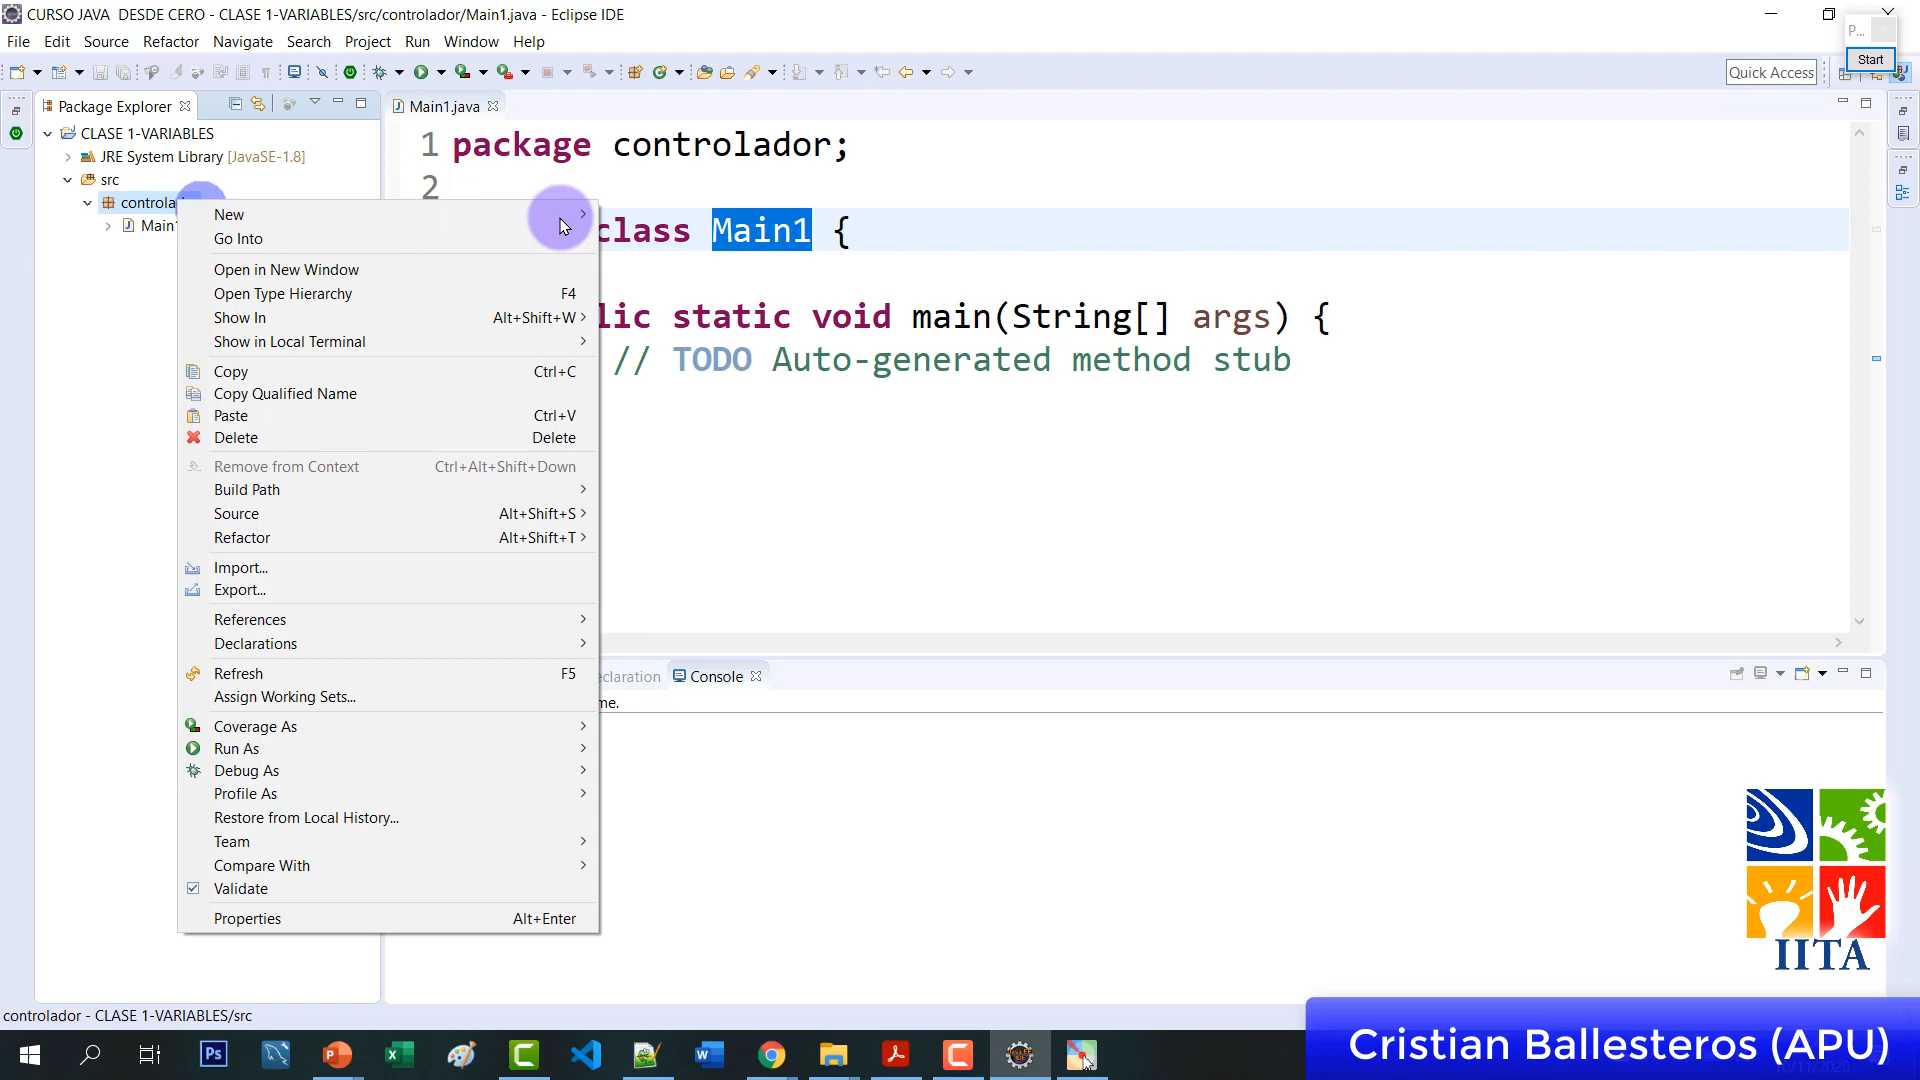 CURSO JAVA  DESDE CERO - CLASE 1-VARIABLES/src/controlador/Main1.java - Eclipse IDE
P...
File Edit Source Refactor Navigate Search Project Run Window Help
Start
Quick Access
Package Explorer
Main1.java
CLASE 1-VARIABLES
JRE System Library [JavaSE-1.8]
src
Main
1 package controlador;
2
class Main1 {
static void main(String[] args) {
// TODO Auto-generated method stub
New
Go Into
Open in New Window
Open Type Hierarchy F4
Show In Alt+Shift+W
Show in Local Terminal
Copy Ctrl+C
Copy Qualified Name
Paste Ctrl+V
Delete Delete
Remove from Context Ctrl+Alt+Shift+Down
Build Path
Source Alt+Shift+S
Refactor Alt+Shift+T
Import...
Export...
References
Declarations
Refresh F5
Assign Working Sets...
Coverage As
Run As
Debug As
Profile As
Restore from Local History...
Team
Compare With
Validate
Properties Alt+Enter
Console
IITA
controlador - CLASE 1-VARIABLES/src
Cristian Ballesteros (APU)